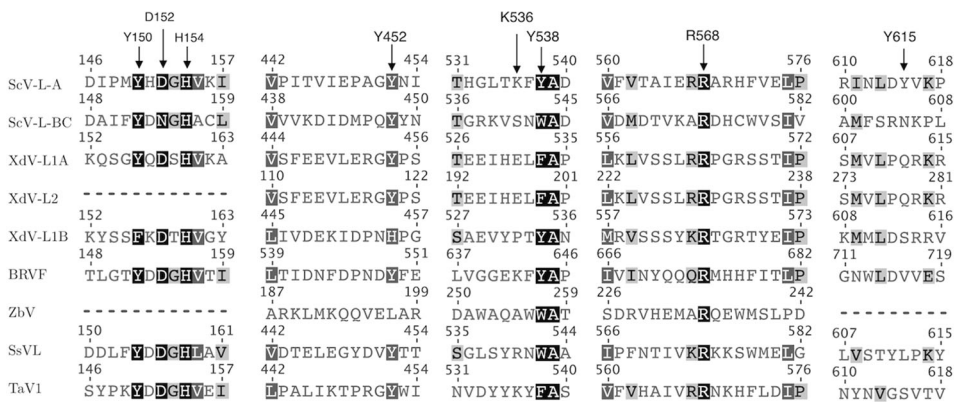 D152 K536
Y150 H154 Y452 Y538 R568 Y615
146 157 442 454 531 540 560 576 610 618
ScV-L-A DIPMYHDGHVKI VPITVIEPAGYNI THGLTKFYAD VFVTAIERRARHFVELP RINLDYVKP
148 159 438 450 536 545 566 582 600 608
ScV-L-BC DAIFYDNGHACL VVVKDIDMPQYYN TGRKVSNWAD VMDTVKARDHCWVSIV AMFSRNKPL
152 163 444 456 526 535 556 572 607 615
XdV-L1A KQSGYQDSHVKA VSFEEVLERGYPS TEEIHELFAP LKLVSSLRRPGRSSTIP SMVLPQRKR
110 122 192 201 222 238 273 281
XdV-L2 ------------ VSFEEVLERGYPS TEEIHELFAP LKLVSSLRRPGRSSTIP SMVLPQRKR
152 163 445 457 527 536 557 573 608 616
XdV-L1B KYSSFKDTHVGY LIVDEKIDPNHPG SAEVYPTYAN MRVSSSYKRTGRTYEIP KMMLDSRRV
148 159 539 551 637 646 666 682 711 719
BRVF TLGTYDDGHVTI LTIDNFDPNDYFE LVGGEKFYAP IVINYQQQRMHHFITLP GNWLDVVES
187 199 250 259 226 242
ZbV ARKLMKQQVELAR DAWAQAWWAT SDRVHEMARQEWMSLPD ---------
150 161 442 454 535 544 566 582 607 615
SsVL DDLFYDDGHLAV VDTELEGYDVYTT SGLSYRNWAA IPFNTIVKRKKSWMELG LVSTYLPKY
146 157 442 454 531 540 560 576
TaV1 SYPKYDDGHVEI LPALIKTPRGYWI NVDYYKYFAS VFVHAIVRRNKHFLDIP NYNVGSVTV